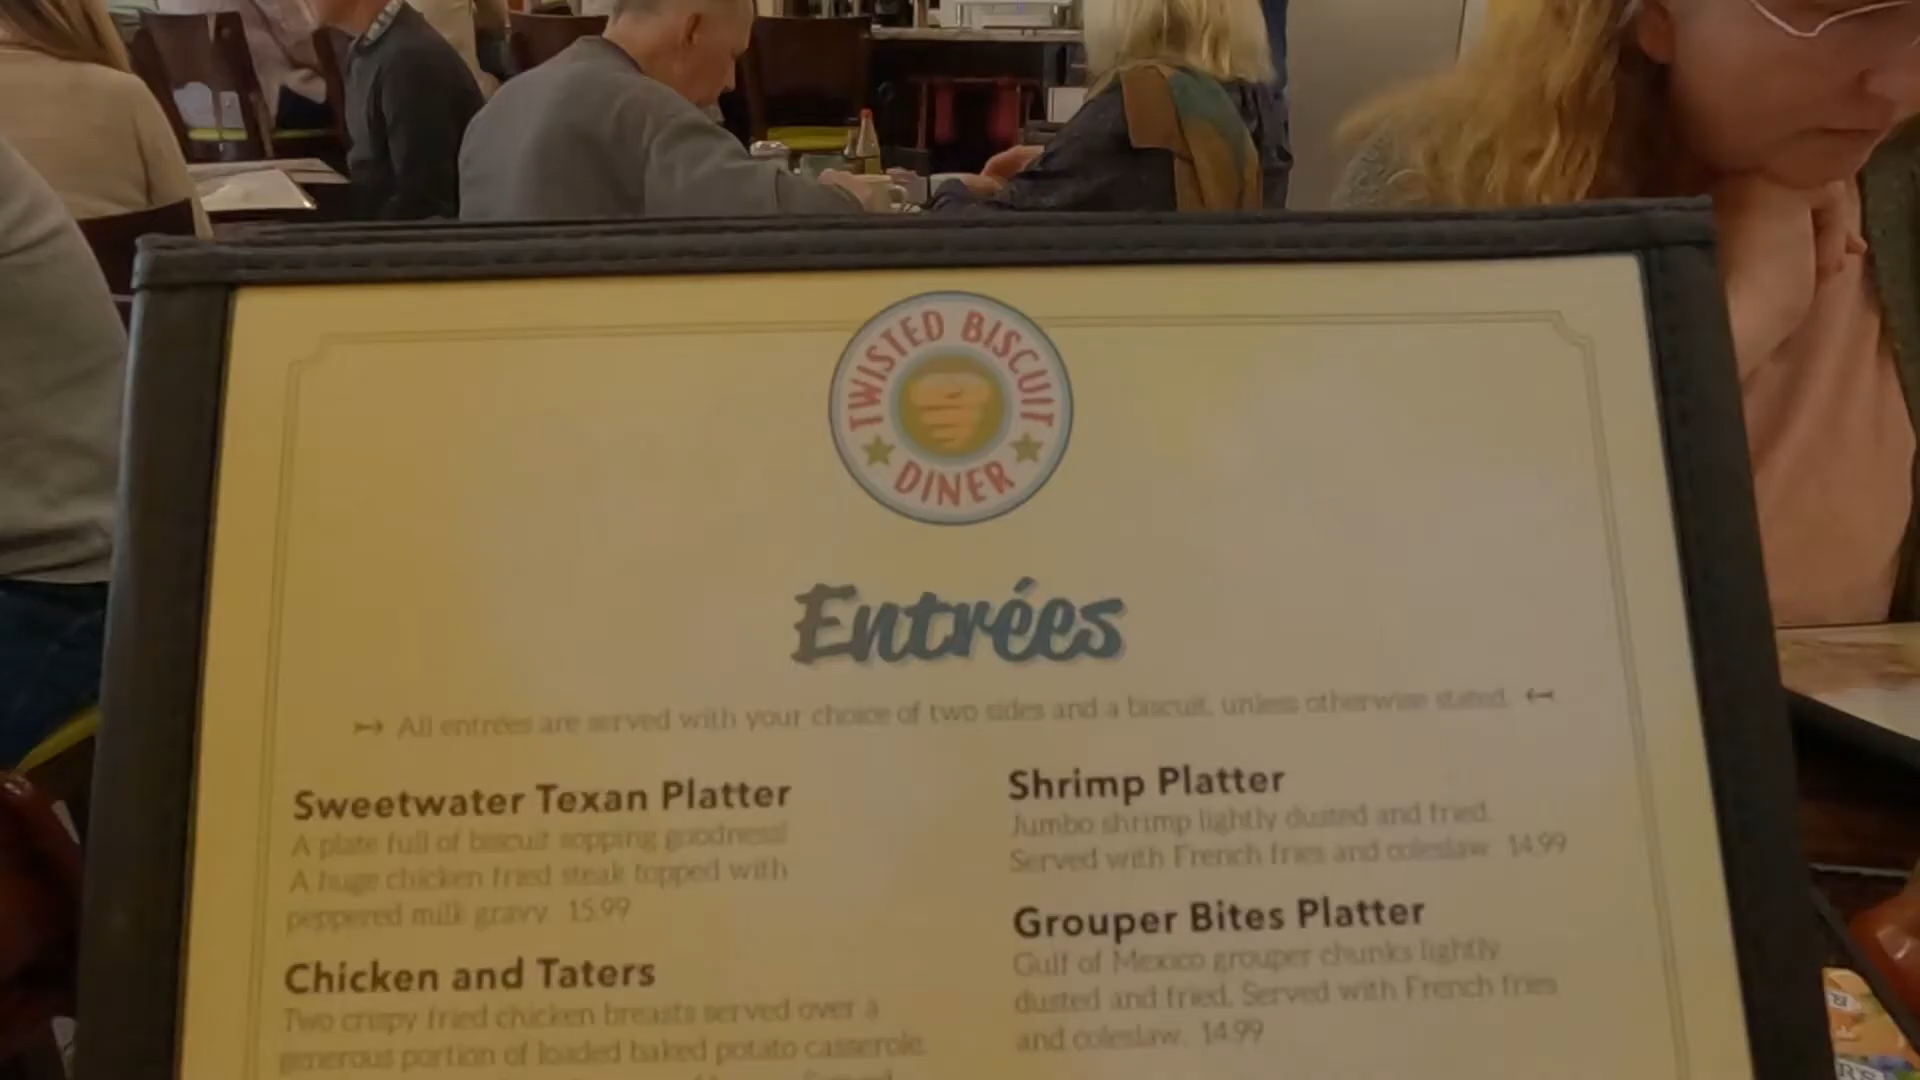 TWISTED BISCUIT
DINER
Entrées
All entrées are served with your choice of two sides and a biscuit, unless otherwise stated.
Sweetwater Texan Platter
A plate full of biscuit sopping goodness!
A huge chicken fried steak topped with
peppered milk gravy 15.99
Chicken and Taters
Two crispy fried chicken breasts served over a
generous portion of loaded baked potato casserole.
Shrimp Platter
Jumbo shrimp lightly dusted and fried.
Served with French fries and coleslaw 14.99
Grouper Bites Platter
Gulf of Mexico grouper chunks lightly
dusted and fried. Served with French fries
and coleslaw. 14.99